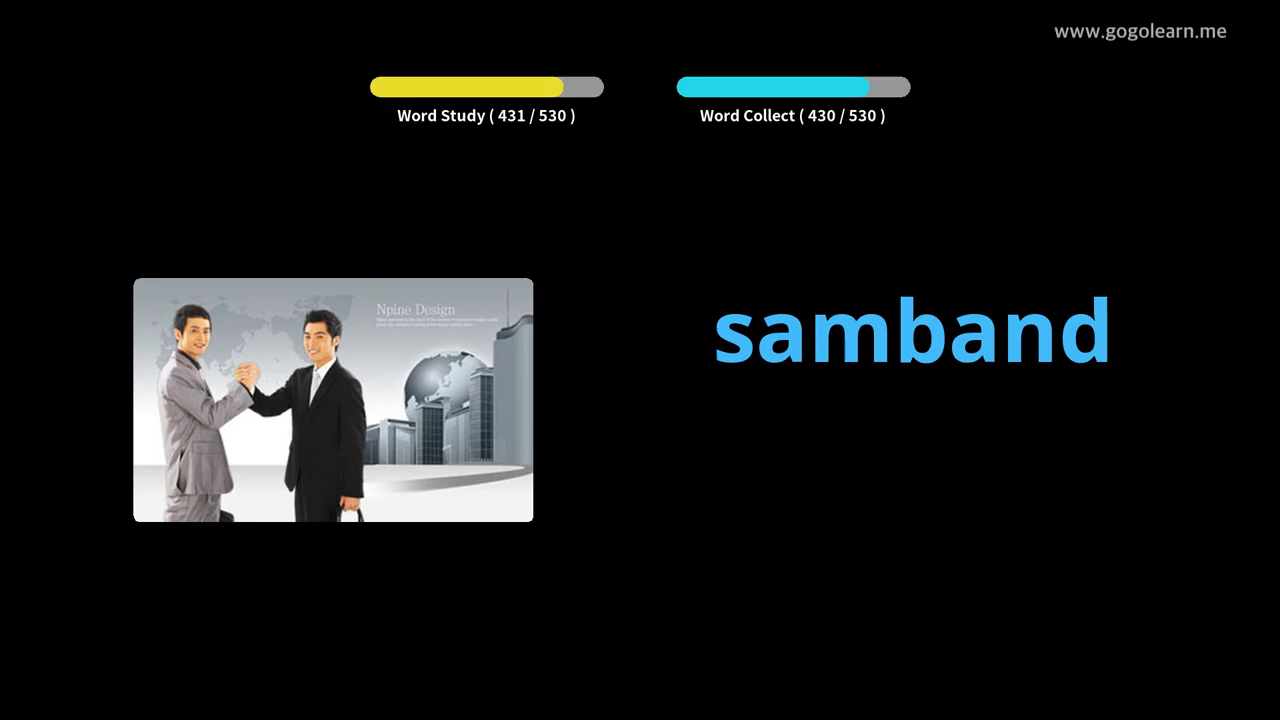 www.gogolearn.me
Word Study ( 431 / 530 )
Word Collect ( 430 / 530 )
Npine Design
samband